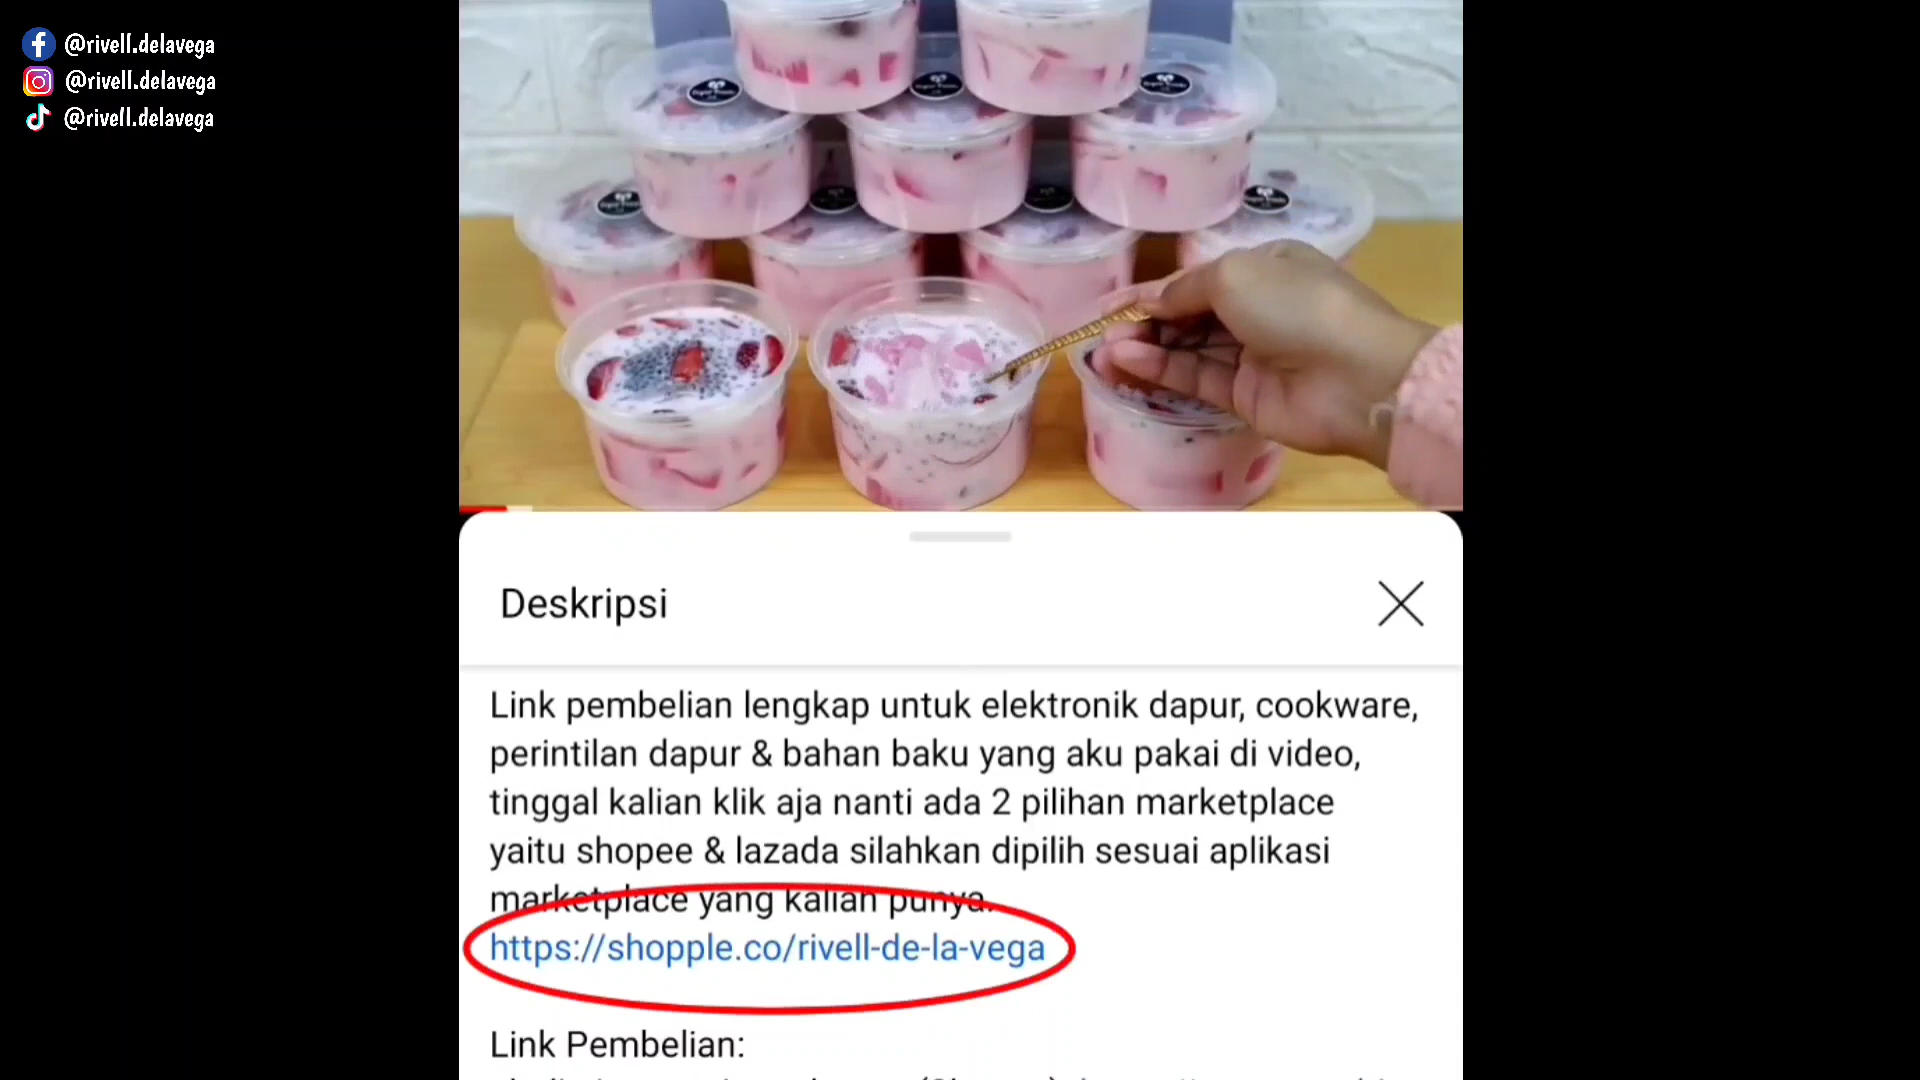 @rivell.delavega
@rivell.delavega
@rivell.delavega
Deskripsi
Link pembelian lengkap untuk elektronik dapur, cookware,
perintilan dapur & bahan baku yang aku pakai di video,
tinggal kalian klik aja nanti ada 2 pilihan marketplace
yaitu shopee & lazada silahkan dipilih sesuai aplikasi
marketplace yang kalian punya.
https://shopple.co/rivell-de-la-vega
Link Pembelian: